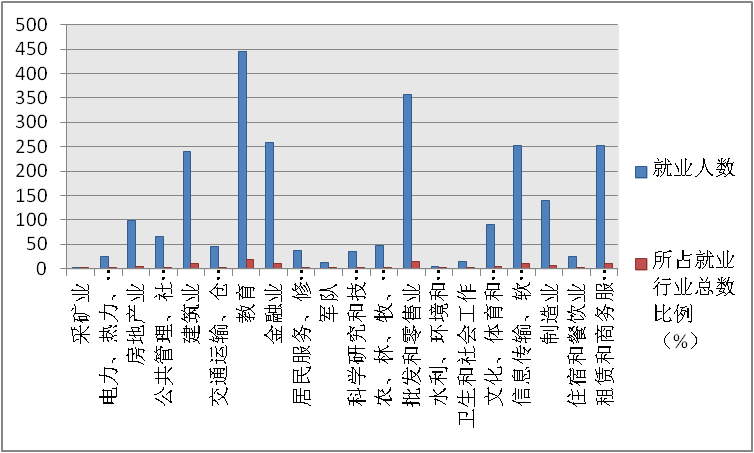 500
450
400
350
300
250
200
150
100
50
0
采矿业
电力、热力、…
房地产业
公共管理、社…
建筑业
交通运输、仓…
教育
金融业
居民服务、修…
军队
科学研究和技…
农、林、牧、…
批发和零售业
水利、环境和…
卫生和社会工作
文化、体育和…
信息传输、软…
制造业
住宿和餐饮业
租赁和商务服…
就业人数
所占就业
行业总数
比例
（%）